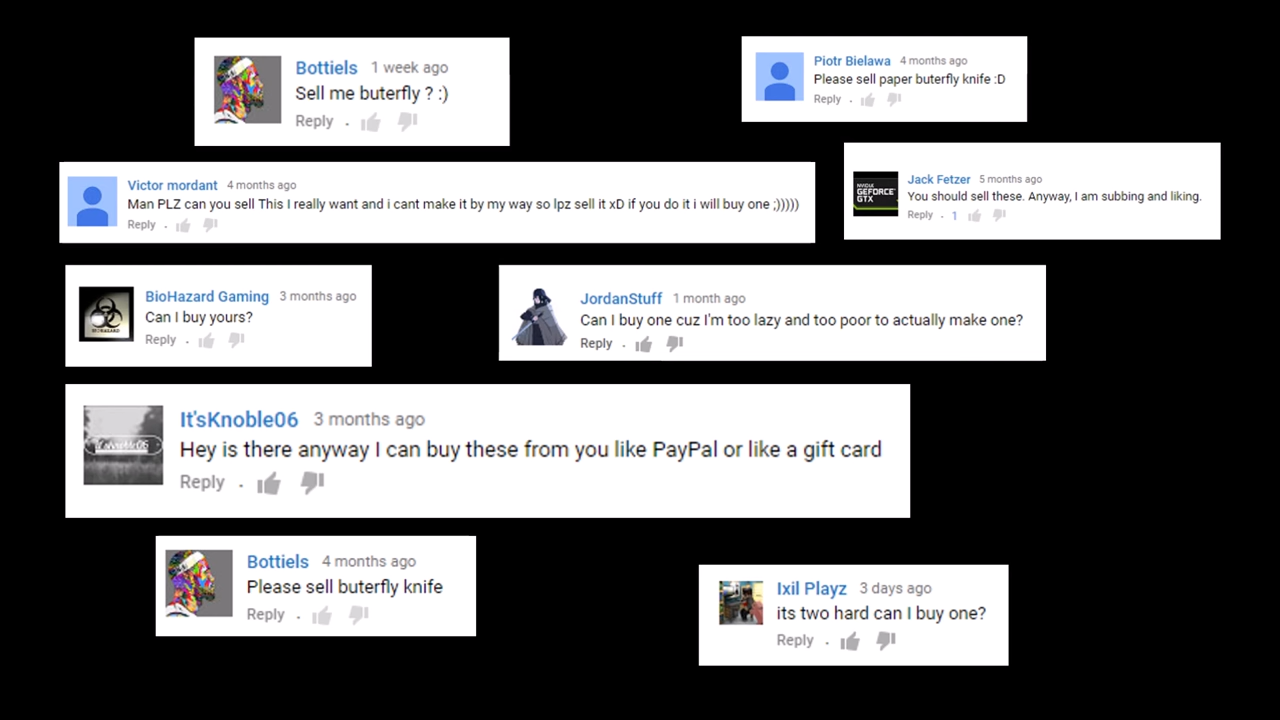 Bottiels 1 week ago
Sell me buterfly ? :)
Reply .
Piotr Bielawa 4 months ago
Please sell paper buterfly knife :D
Reply .
Victor mordant 4 months ago
Man PLZ can you sell This I really want and i cant make it by my way so lpz sell it xD if you do it i will buy one ;)))))
Reply .
NVIDIA
GEFORCE
GTX
Jack Fetzer 5 months ago
You should sell these. Anyway, I am subbing and liking.
Reply . 1
BIOHAZARD
BioHazard Gaming 3 months ago
Can I buy yours?
Reply .
JordanStuff 1 month ago
Can I buy one cuz I'm too lazy and too poor to actually make one?
Reply .
It'sKnoble06 3 months ago
Hey is there anyway I can buy these from you like PayPal or like a gift card
Reply .
Bottiels 4 months ago
Please sell buterfly knife
Reply .
Ixil Playz 3 days ago
its two hard can I buy one?
Reply .